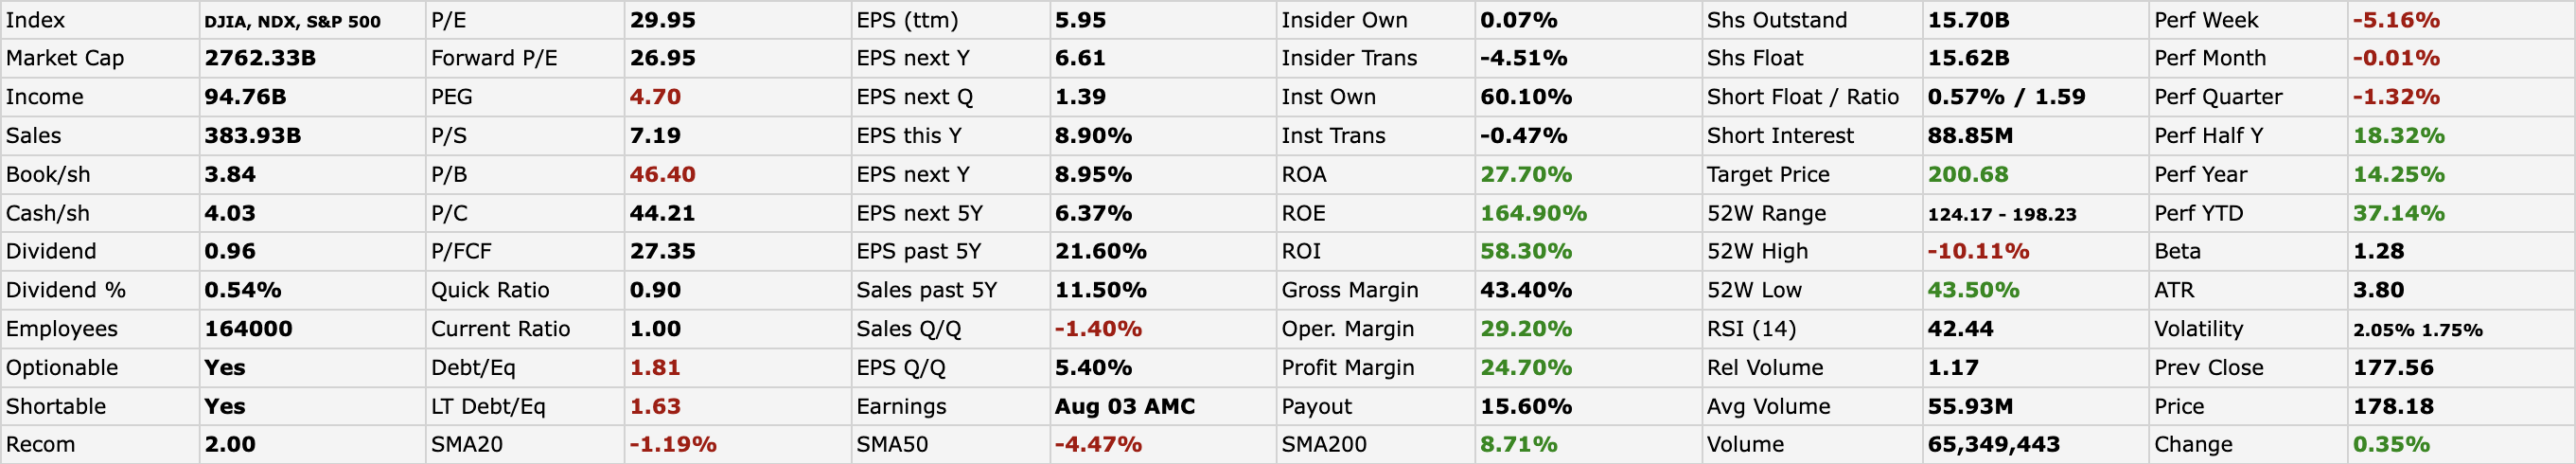 Index DJIA, NDX, S&P 500 P/E 29.95 EPS (ttm) 5.95 Insider Own 0.07% Shs Outstand 15.70B Perf Week -5.16%
Market Cap 2762.33B Forward P/E 26.95 EPS next Y 6.61 Insider Trans -4.51% Shs Float 15.62B Perf Month -0.01%
Income 94.76B PEG 4.70 EPS next Q 1.39 Inst Own 60.10% Short Float / Ratio 0.57% / 1.59 Perf Quarter -1.32%
Sales 383.93B P/S 7.19 EPS this Y 8.90% Inst Trans -0.47% Short Interest 88.85M Perf Half Y 18.32%
Book/sh 3.84 P/B 46.40 EPS next Y 8.95% ROA 27.70% Target Price 200.68 Perf Year 14.25%
Cash/sh 4.03 P/C 44.21 EPS next 5Y 6.37% ROE 164.90% 52W Range 124.17 - 198.23 Perf YTD 37.14%
Dividend 0.96 P/FCF 27.35 EPS past 5Y 21.60% ROI 58.30% 52W High -10.11% Beta 1.28
Dividend % 0.54% Quick Ratio 0.90 Sales past 5Y 11.50% Gross Margin 43.40% 52W Low 43.50% ATR 3.80
Employees 164000 Current Ratio 1.00 Sales Q/Q -1.40% Oper. Margin 29.20% RSI (14) 42.44 Volatility 2.05% 1.75%
Optionable Yes Debt/Eq 1.81 EPS Q/Q 5.40% Profit Margin 24.70% Rel Volume 1.17 Prev Close 177.56
Shortable Yes LT Debt/Eq 1.63 Earnings Aug 03 AMC Payout 15.60% Avg Volume 55.93M Price 178.18
Recom 2.00 SMA20 -1.19% SMA50 -4.47% SMA200 8.71% Volume 65,349,443 Change 0.35%